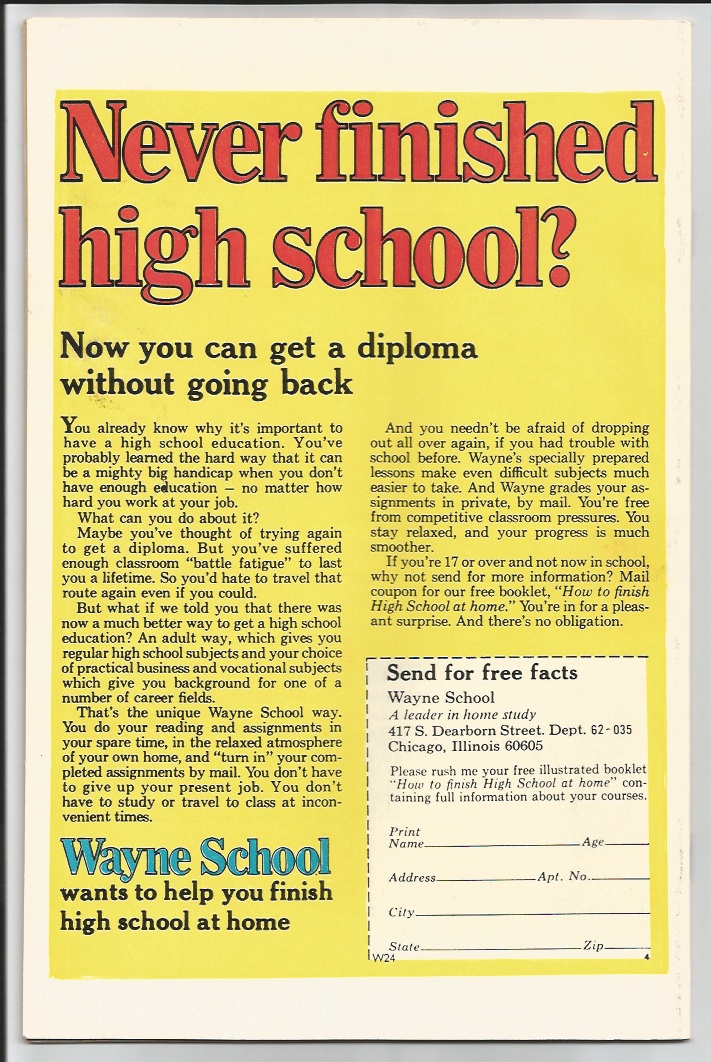 Never finished
high school?
Now you can get a diploma
without going back
You already know why it's important to
have a high school education. You've
probably learned the hard way that it can
be a mighty big handicap when you don't
have enough education — no matter how
hard you work at your job.
What can you do about it?
Maybe you've thought of trying again
to get a diploma. But you've suffered
enough classroom "battle fatigue" to last
you a lifetime. So you'd hate to travel that
route again even if you could.
But what if we told you that there was
now a much better way to get a high school
education? An adult way, which gives you
regular high school subjects and your choice
of practical business and vocational subjects
which give you background for one of a
number of career fields.
That's the unique Wayne School way.
You do your reading and assignments in
your spare time, in the relaxed atmosphere
of your own home, and "turn in" your com-
pleted assignments by mail. You don't have
to give up your present job. You don't
have to study or travel to class at incon-
venient times.
Wayne School
wants to help you finish
high school at home
And you needn't be afraid of dropping
out all over again, if you had trouble with
school before. Wayne's specially prepared
lessons make even difficult subjects much
easier to take. And Wayne grades your as-
signments in private, by mail. You're free
from competitive classroom pressures. You
stay relaxed, and your progress is much
smoother.
If you're 17 or over and not now in school,
why not send for more information? Mail
coupon for our free booklet, "How to finish
High School at home." You're in for a pleas-
ant surprise. And there's no obligation.
Send for free facts
Wayne School
A leader in home study
417 S. Dearborn Street. Dept. 62-035
Chicago, Illinois 60605
Please rush me your free illustrated booklet
"How to finish High School at home" con-
taining full information about your courses.
Print
Name Age
Address Apt. No.
City
State Zip
W24 4